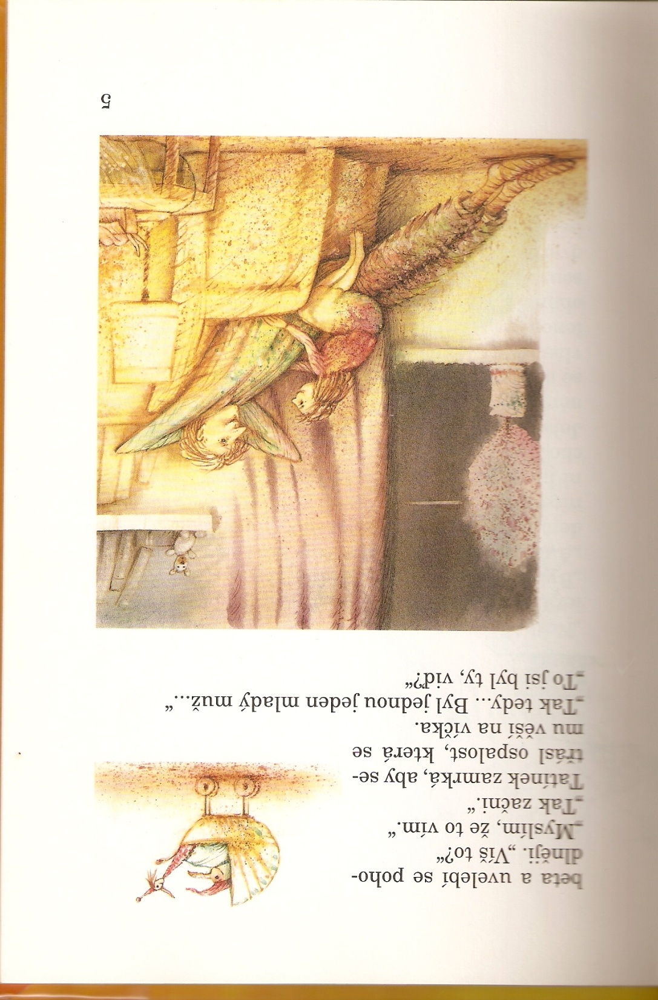 beta a uvelebí se poho-
dlněji. „Víš to?“
„Myslím, že to vím.“
„Tak začni.“
Tatínek zamrká, aby se-
třásl ospalost, která se
mu věší na víčka.
„Tak tedy... Byl jednou jeden mladý muž...“
„To jsi byl ty, viď?“
5